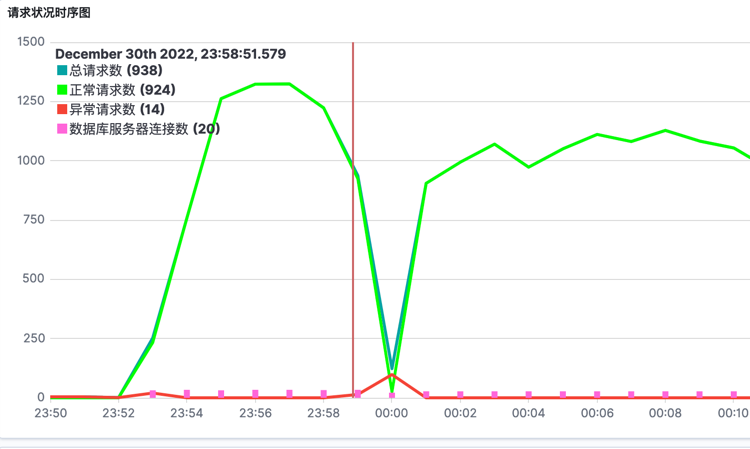 请求状况时序图
1500
December 30th 2022, 23:58:51.579
总请求数 (938)
正常请求数 (924)
异常请求数 (14)
数据库服务器连接数 (20)
1250
1000
750
500
250
0
23:50 23:52 23:54 23:56 23:58 00:00 00:02 00:04 00:06 00:08 00:10